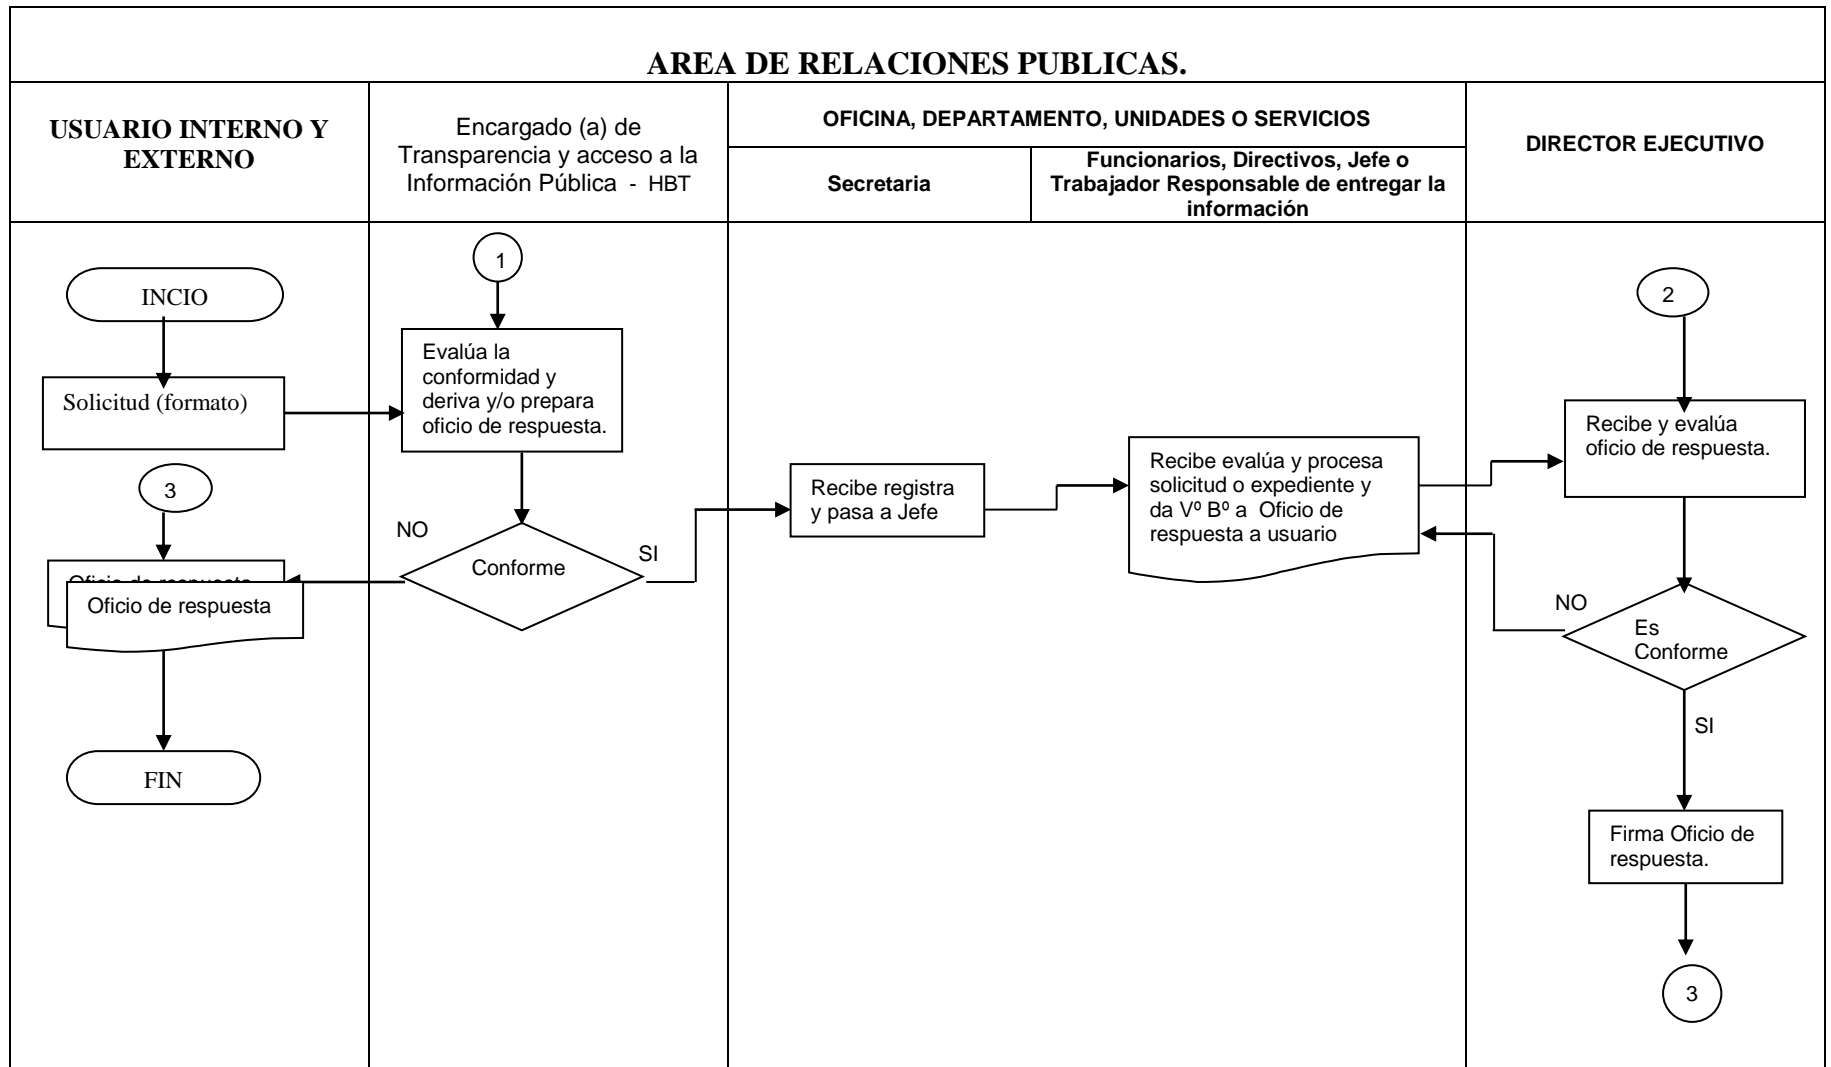 AREA DE RELACIONES PUBLICAS.
USUARIO INTERNO Y
EXTERNO
Encargado (a) de
Transparencia y acceso a la
Información Pública - HBT
OFICINA, DEPARTAMENTO, UNIDADES O SERVICIOS
Secretaria
Funcionarios, Directivos, Jefe o
Trabajador Responsable de entregar la
información
DIRECTOR EJECUTIVO
INCIO
Solicitud (formato)
3
Oficio de respuesta
Oficio de respuesta
FIN
1
Evalúa la
conformidad y
deriva y/o prepara
oficio de respuesta.
NO
Conforme
SI
Recibe registra
y pasa a Jefe
Recibe evalúa y procesa
solicitud o expediente y
da Vº Bº a Oficio de
respuesta a usuario
2
Recibe y evalúa
oficio de respuesta.
NO
Es
Conforme
SI
Firma Oficio de
respuesta.
3